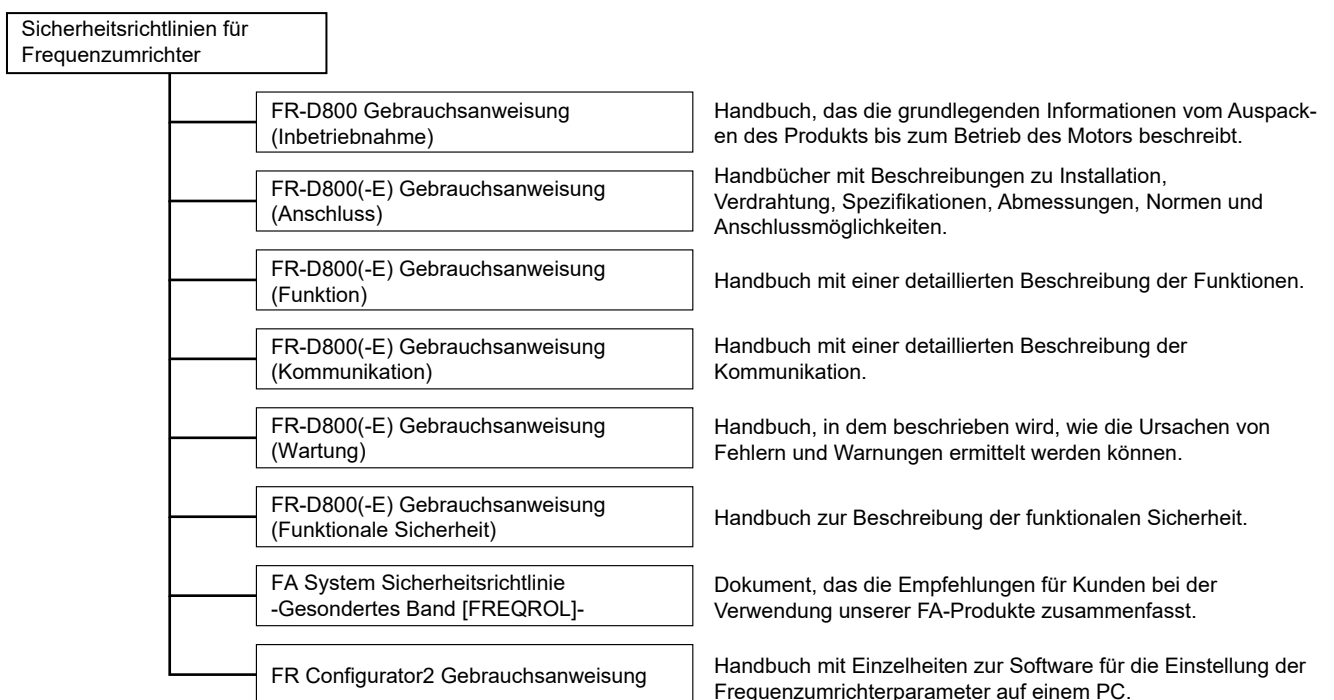 Sicherheitsrichtlinien für
Frequenzumrichter
FR-D800 Gebrauchsanweisung
(Inbetriebnahme)
Handbuch, das die grundlegenden Informationen vom Auspack-
en des Produkts bis zum Betrieb des Motors beschreibt.
FR-D800(-E) Gebrauchsanweisung
(Anschluss)
Handbücher mit Beschreibungen zu Installation,
Verdrahtung, Spezifikationen, Abmessungen, Normen und
Anschlussmöglichkeiten.
FR-D800(-E) Gebrauchsanweisung
(Funktion)
Handbuch mit einer detaillierten Beschreibung der Funktionen.
FR-D800(-E) Gebrauchsanweisung
(Kommunikation)
Handbuch mit einer detaillierten Beschreibung der
Kommunikation.
FR-D800(-E) Gebrauchsanweisung
(Wartung)
Handbuch, in dem beschrieben wird, wie die Ursachen von
Fehlern und Warnungen ermittelt werden können.
FR-D800(-E) Gebrauchsanweisung
(Funktionale Sicherheit)
Handbuch zur Beschreibung der funktionalen Sicherheit.
FA System Sicherheitsrichtlinie
-Gesondertes Band [FREQROL]-
Dokument, das die Empfehlungen für Kunden bei der
Verwendung unserer FA-Produkte zusammenfasst.
FR Configurator2 Gebrauchsanweisung
Handbuch mit Einzelheiten zur Software für die Einstellung der
Frequenzumrichterparameter auf einem PC.